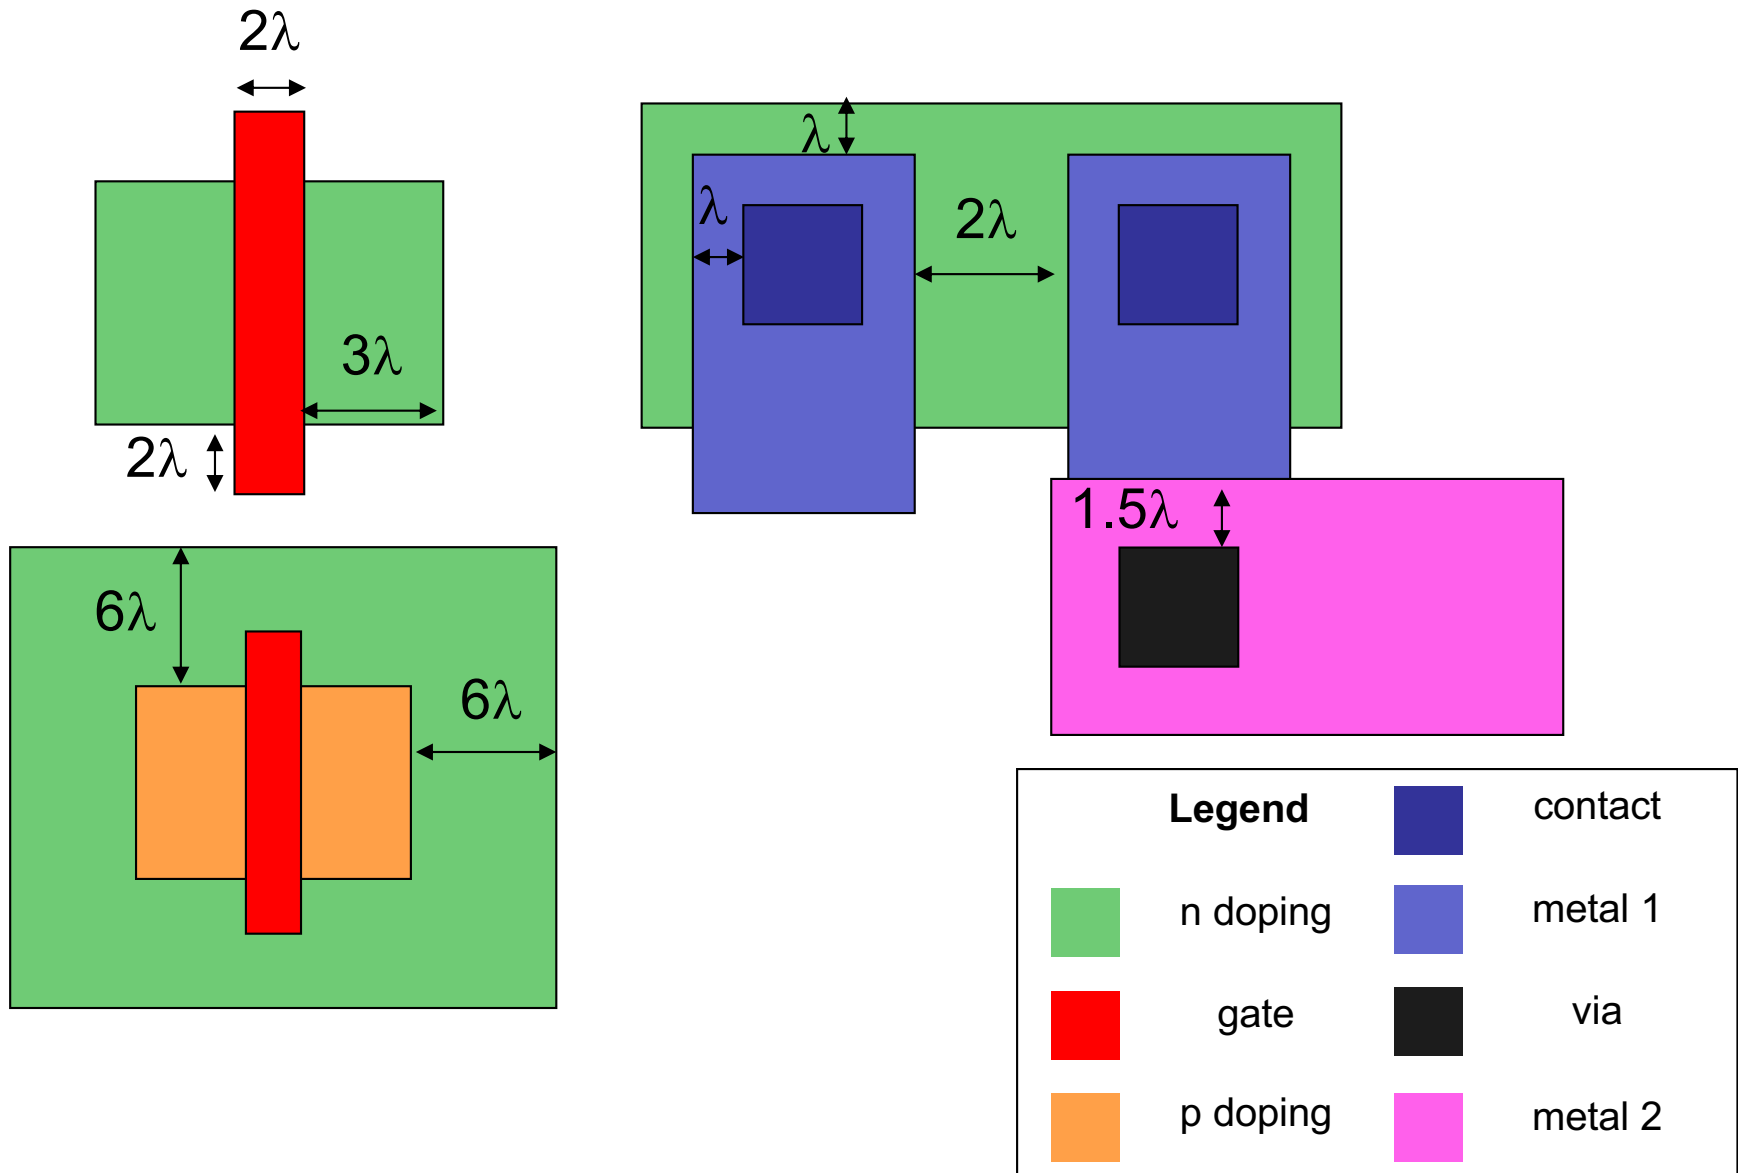 2λ
3λ
2λ
λ
λ
2λ
1.5λ
6λ
6λ
Legend
contact
n doping
metal 1
gate
via
p doping
metal 2